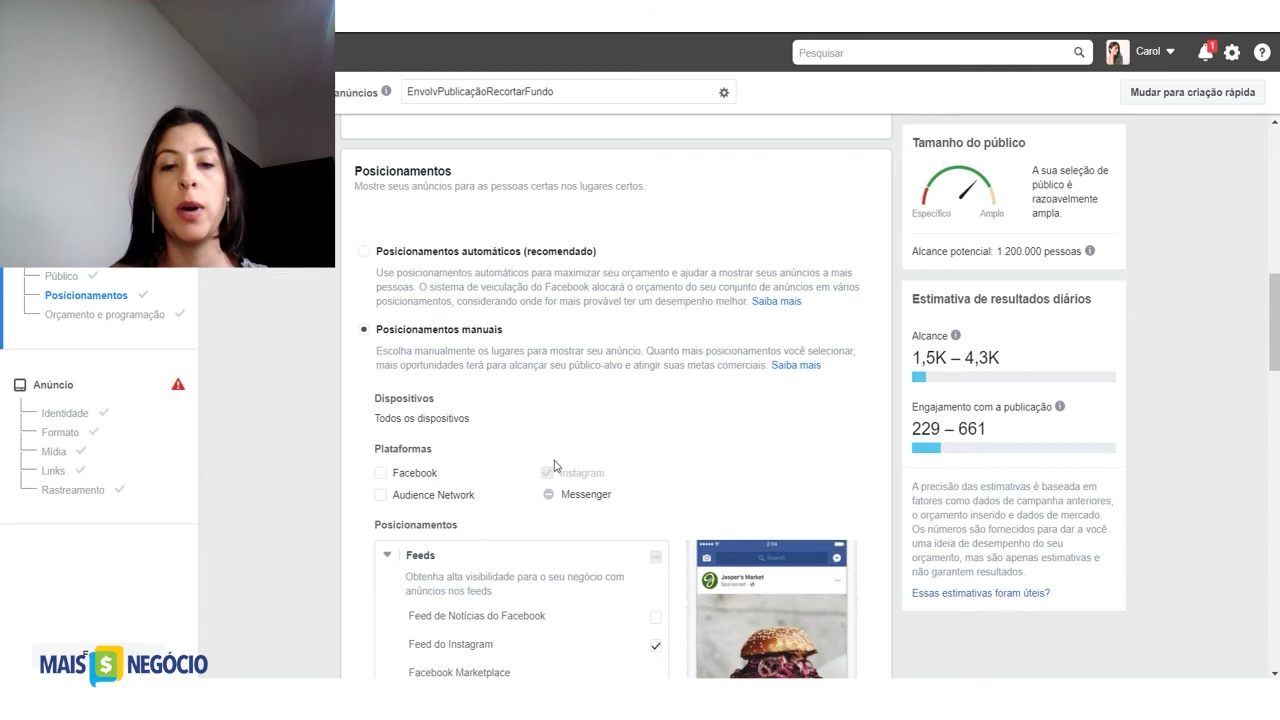 Pesquisar
Carol
1
anúncios
EnvolvPublicaçãoRecortarFundo
Mudar para criação rápida
Público
Posicionamentos
Orçamento e programação
Anúncio
Identidade
Formato
Mídia
Links
Rastreamento
Posicionamentos
Mostre seus anúncios para as pessoas certas nos lugares certos.
Posicionamentos automáticos (recomendado)
Use posicionamentos automáticos para maximizar seu orçamento e ajudar a mostrar seus anúncios a mais
pessoas. O sistema de veiculação do Facebook alocará o orçamento do seu conjunto de anúncios em vários
posicionamentos, considerando onde for mais provável ter um desempenho melhor. Saiba mais
Posicionamentos manuais
Escolha manualmente os lugares para mostrar seu anúncio. Quanto mais posicionamentos você selecionar,
mais oportunidades terá para alcançar seu público-alvo e atingir suas metas comerciais. Saiba mais
Dispositivos
Todos os dispositivos
Plataformas
Facebook
Instagram
Audience Network
Messenger
Posicionamentos
Feeds
Obtenha alta visibilidade para o seu negócio com
anúncios nos feeds
Feed de Notícias do Facebook
Feed do Instagram
Facebook Marketplace
3:04
Search
Jasper's Market
Sponsored
Tamanho do público
Específico
Amplo
A sua seleção de
público é
razoavelmente
ampla.
Alcance potencial: 1.200.000 pessoas
Estimativa de resultados diários
Alcance
1,5K – 4,3K
Engajamento com a publicação
229 – 661
A precisão das estimativas é baseada em
fatores como dados de campanha anteriores,
o orçamento inserido e dados de mercado.
Os números são fornecidos para dar a você
uma ideia de desempenho do seu
orçamento, mas são apenas estimativas e
não garantem resultados.
Essas estimativas foram úteis?
MAIS $ NEGÓCIO